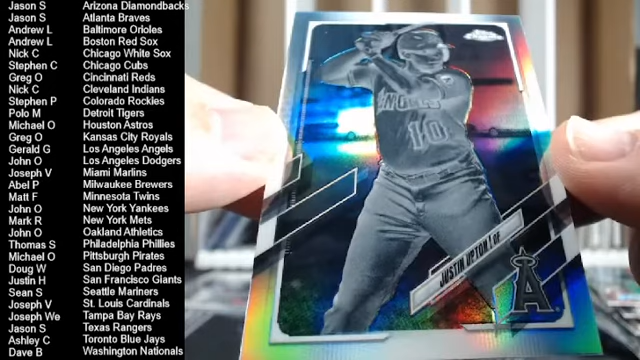 Jason S Arizona Diamondbacks
Jason S Atlanta Braves
Andrew L Baltimore Orioles
Andrew L Boston Red Sox
Nick C Chicago White Sox
Stephen C Chicago Cubs
Greg O Cincinnati Reds
Nick C Cleveland Indians
Stephen P Colorado Rockies
Polo M Detroit Tigers
Michael O Houston Astros
Greg O Kansas City Royals
Gerald G Los Angeles Angels
John O Los Angeles Dodgers
Joseph V Miami Marlins
Abel P Milwaukee Brewers
Matt F Minnesota Twins
John O New York Yankees
Mark R New York Mets
John O Oakland Athletics
Thomas S Philadelphia Phillies
Michael O Pittsburgh Pirates
Doug W San Diego Padres
Justin H San Francisco Giants
Sean S Seattle Mariners
Joseph V St. Louis Cardinals
Joseph We Tampa Bay Rays
Jason S Texas Rangers
Ashley C Toronto Blue Jays
Dave B Washington Nationals
10
JUSTIN UPTON | OF
A